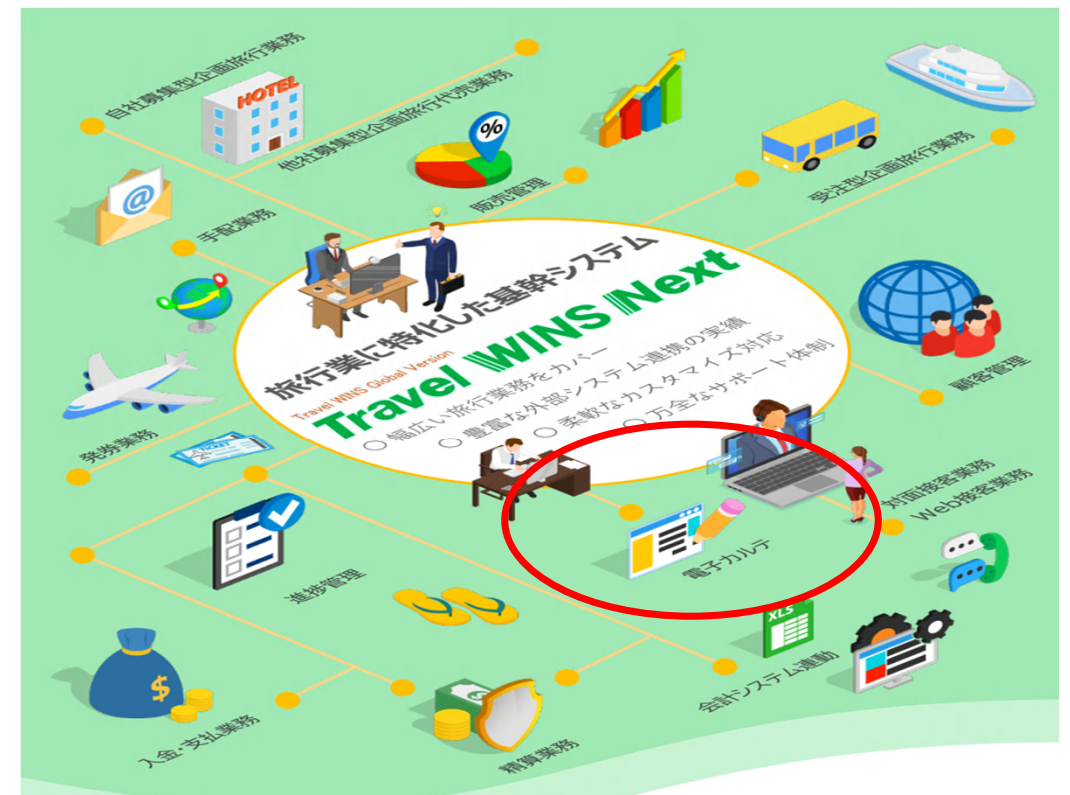 自社募集型企画旅行業務
HOTEL
他社募集型企画旅行代売業務
%
販売管理
受注型企画旅行業務
@
手配業務
旅行業に特化した基幹システム
Travel WINS Global Version
Travel WINS Next
○ 幅広い旅行業務をカバー
○ 豊富な外部システム連携の実績
○ 柔軟なカスタマイズ対応
○ 万全なサポート体制
顧客管理
発券業務
対面接客業務
Web接客業務
電子カルテ
進捗管理
XLS
会計システム連動
$
入金・支払業務
精算業務